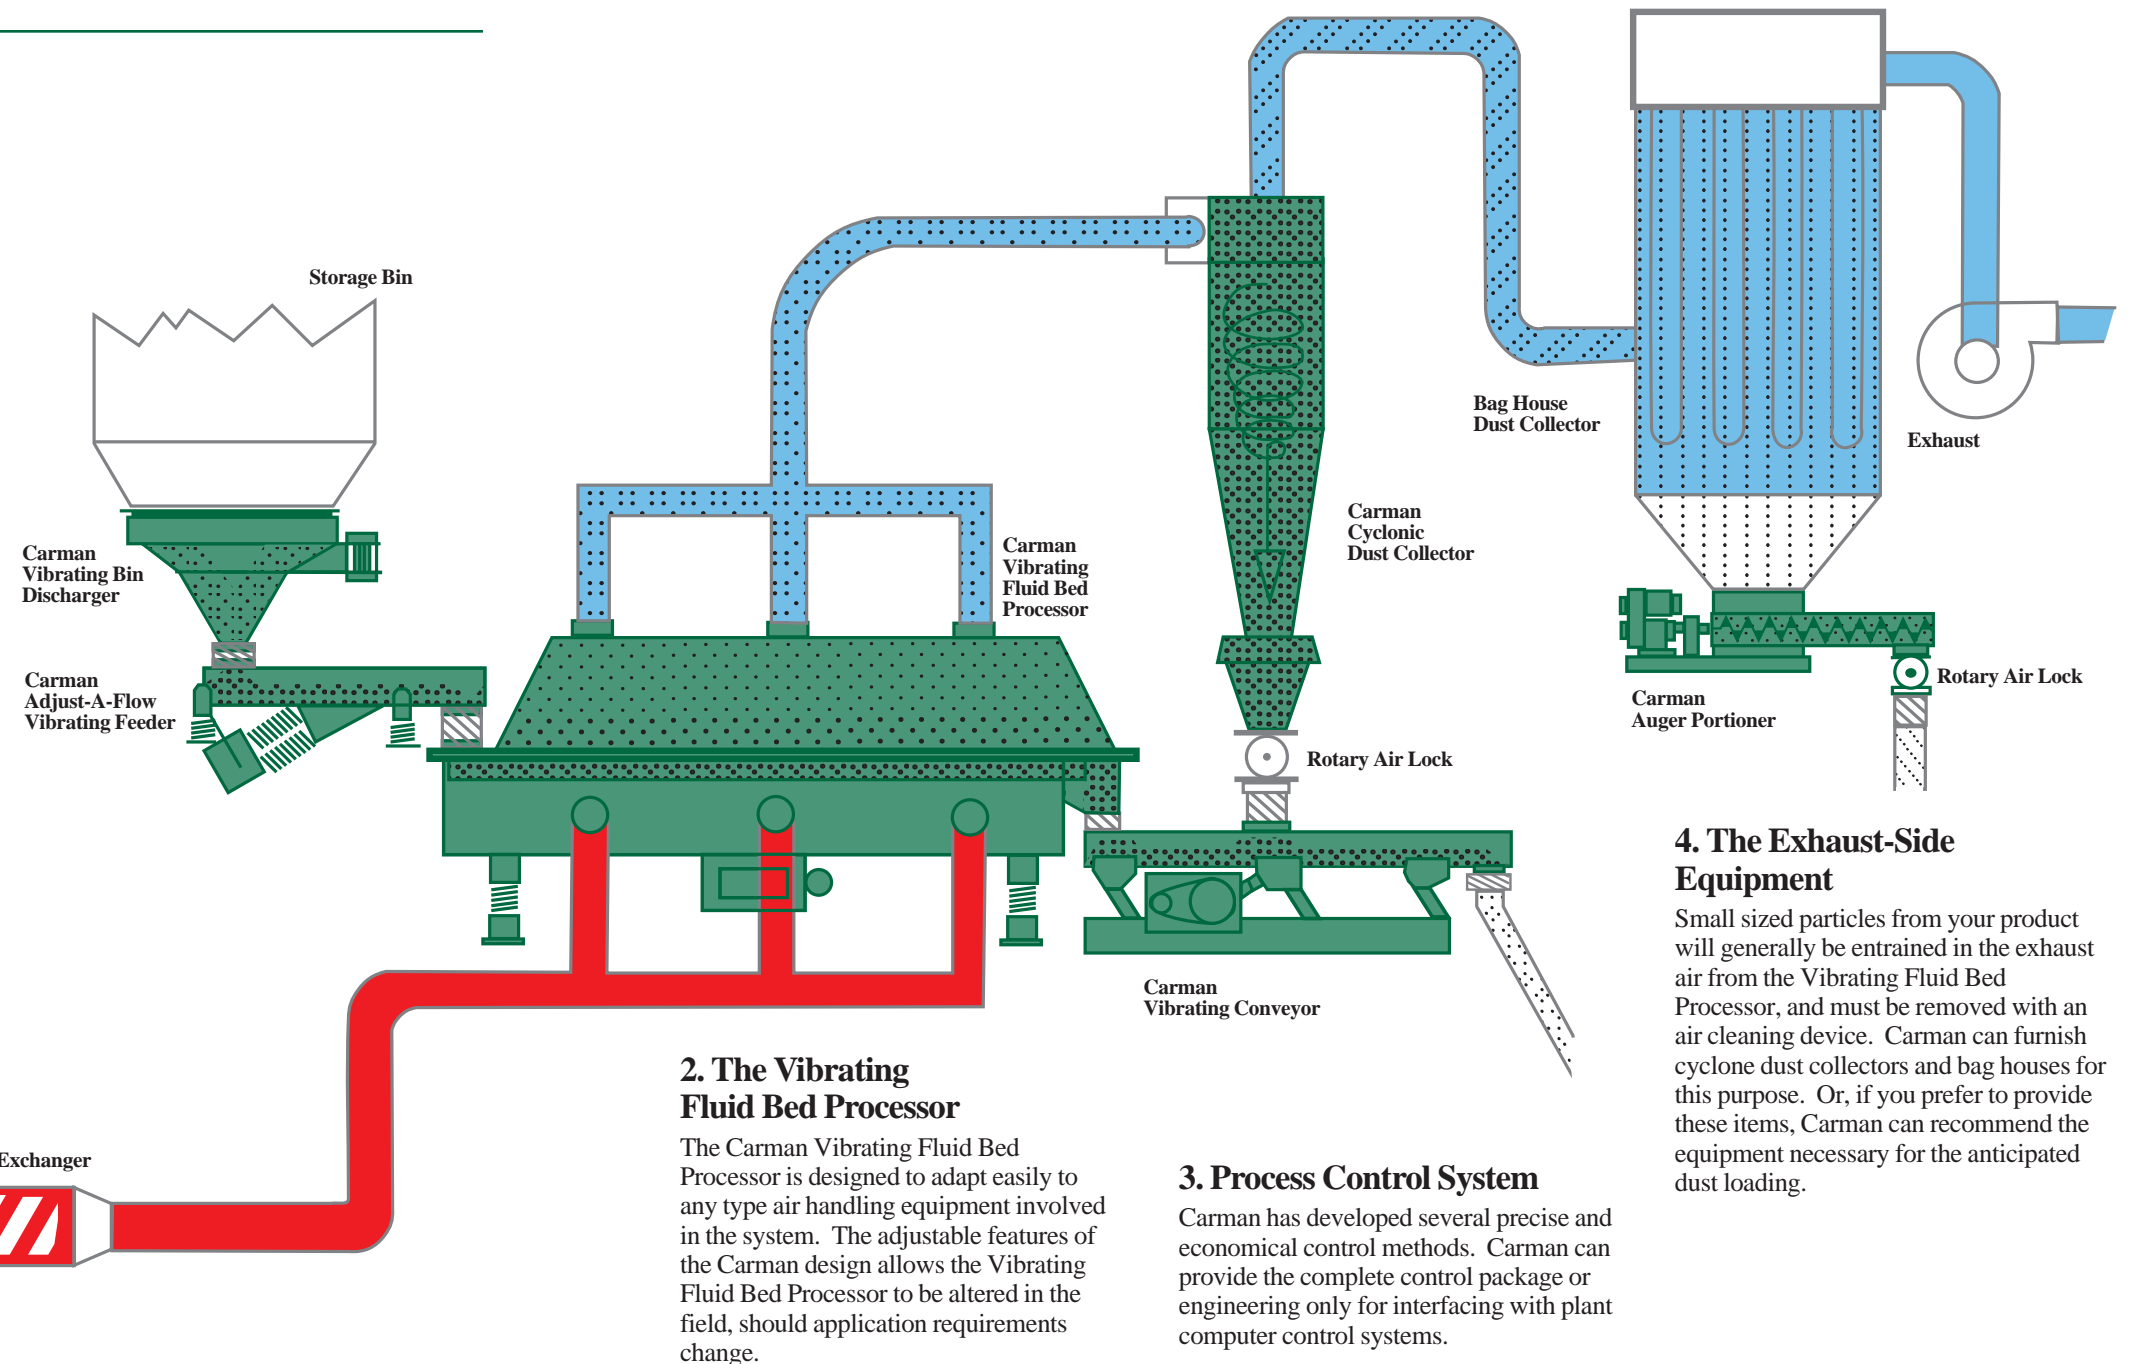 Storage Bin
Carman
Vibrating Bin
Discharger
Carman
Adjust-A-Flow
Vibrating Feeder
Carman
Vibrating
Fluid Bed
Processor
Carman
Cyclonic
Dust Collector
Rotary Air Lock
Bag House
Dust Collector
Exhaust
Carman
Auger Portioner
Rotary Air Lock
Carman
Vibrating Conveyor
Exchanger
2. The Vibrating
Fluid Bed Processor
The Carman Vibrating Fluid Bed
Processor is designed to adapt easily to
any type air handling equipment involved
in the system. The adjustable features of
the Carman design allows the Vibrating
Fluid Bed Processor to be altered in the
field, should application requirements
change.
3. Process Control System
Carman has developed several precise and
economical control methods. Carman can
provide the complete control package or
engineering only for interfacing with plant
computer control systems.
4. The Exhaust-Side
Equipment
Small sized particles from your product
will generally be entrained in the exhaust
air from the Vibrating Fluid Bed
Processor, and must be removed with an
air cleaning device. Carman can furnish
cyclone dust collectors and bag houses for
this purpose. Or, if you prefer to provide
these items, Carman can recommend the
equipment necessary for the anticipated
dust loading.